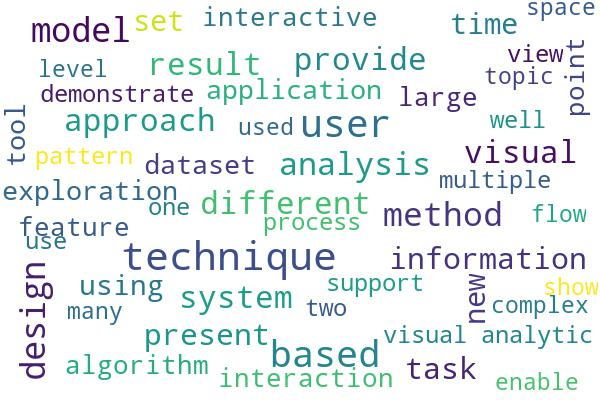 space
model
set
interactive
time
result
provide
view
level
topic
point
demonstrate
application
large
tool
approach
used
user
well
pattern
dataset
analysis
visual
multiple
exploration
one
different
process
method
flow
feature
use
technique
information
design
using
system
support
new
show
many
two
complex
present
based
visual analytic
algorithm
interaction
task
enable